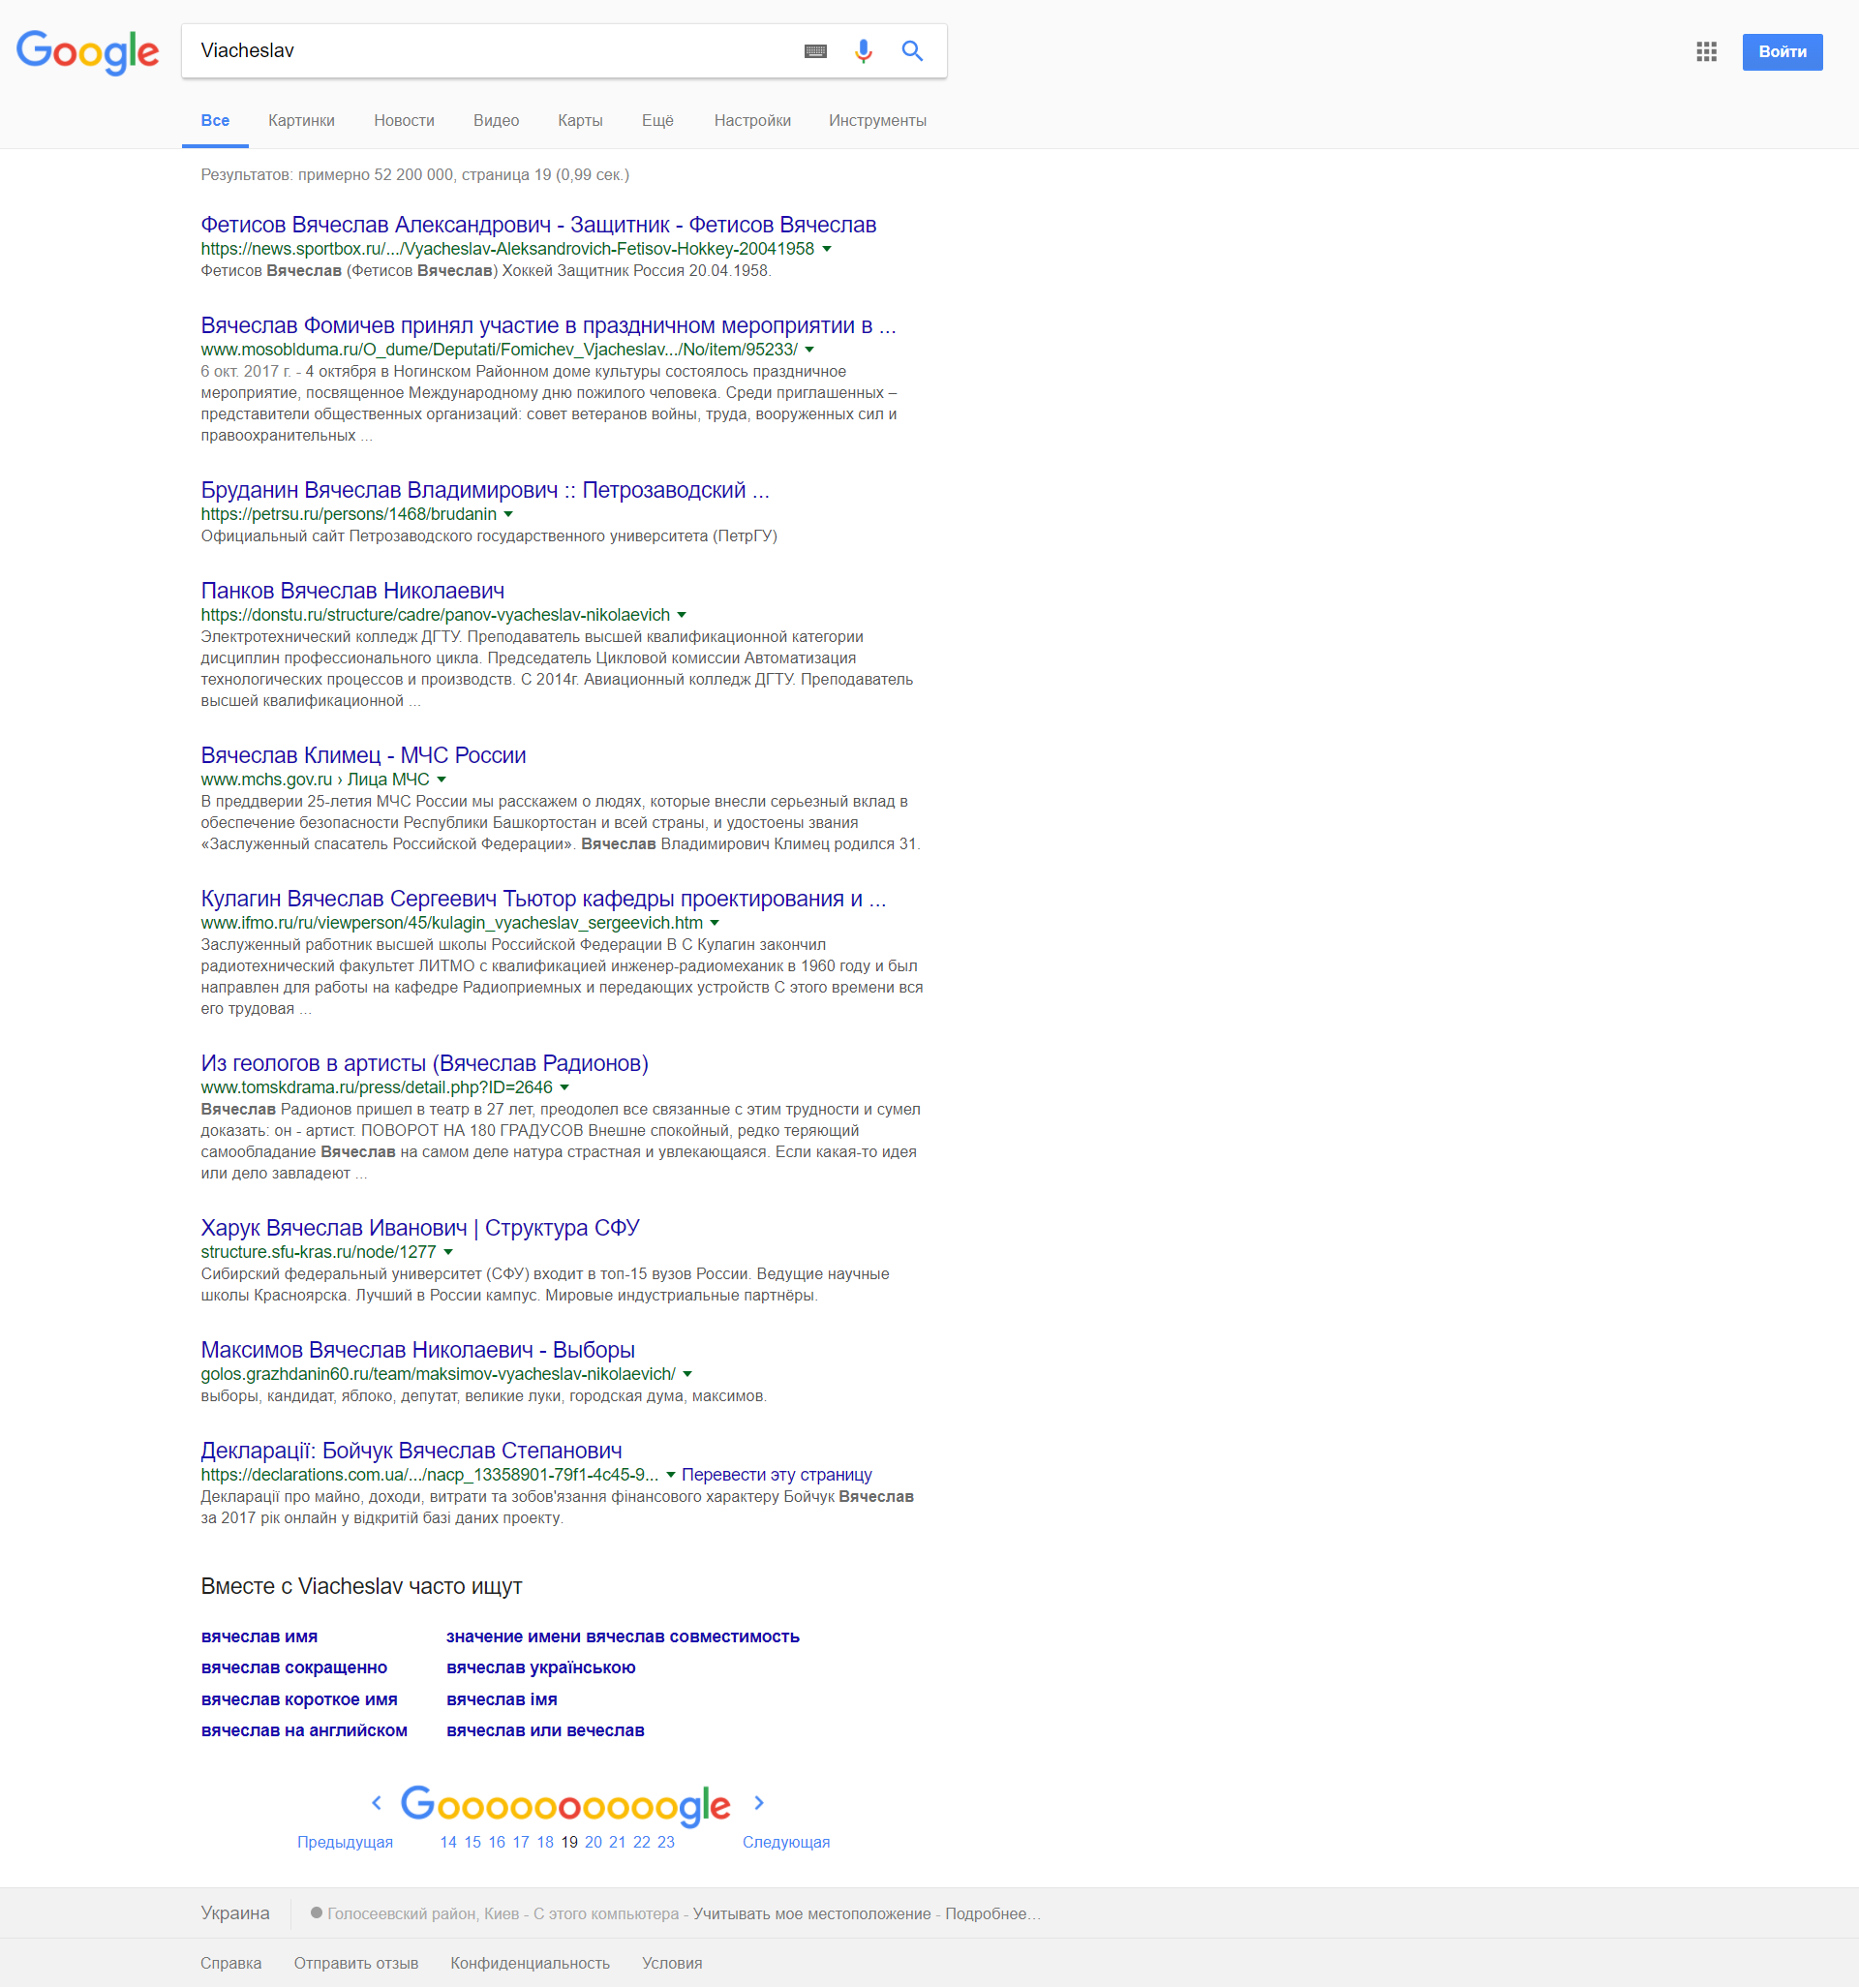 Google
Viacheslav
Войти
Все Картинки Новости Видео Карты Ещё Настройки Инструменты
Результатов: примерно 52 200 000, страница 19 (0,99 сек.)
Фетисов Вячеслав Александрович - Защитник - Фетисов Вячеслав
https://news.sportbox.ru/.../Vyacheslav-Aleksandrovich-Fetisov-Hokkey-20041958
Фетисов Вячеслав (Фетисов Вячеслав) Хоккей Защитник Россия 20.04.1958.
Вячеслав Фомичев принял участие в праздничном мероприятии в ...
www.mosoblduma.ru/O_dume/Deputati/Fomichev_Vjacheslav.../No/item/95233/
6 окт. 2017 г. - 4 октября в Ногинском Районном доме культуры состоялось праздничное
мероприятие, посвященное Международному дню пожилого человека. Среди приглашенных –
представители общественных организаций: совет ветеранов войны, труда, вооруженных сил и
правоохранительных ...
Бруданин Вячеслав Владимирович :: Петрозаводский ...
https://petrsu.ru/persons/1468/brudanin
Официальный сайт Петрозаводского государственного университета (ПетрГУ)
Панков Вячеслав Николаевич
https://donstu.ru/structure/cadre/panov-vyacheslav-nikolaevich
Электротехнический колледж ДГТУ. Преподаватель высшей квалификационной категории
дисциплин профессионального цикла. Председатель Цикловой комиссии Автоматизация
технологических процессов и производств. С 2014г. Авиационный колледж ДГТУ. Преподаватель
высшей квалификационной ...
Вячеслав Климец - МЧС России
www.mchs.gov.ru › Лица МЧС
В преддверии 25-летия МЧС России мы расскажем о людях, которые внесли серьезный вклад в
обеспечение безопасности Республики Башкортостан и всей страны, и удостоены звания
«Заслуженный спасатель Российской Федерации». Вячеслав Владимирович Климец родился 31.
Кулагин Вячеслав Сергеевич Тьютор кафедры проектирования и ...
www.ifmo.ru/ru/viewperson/45/kulagin_vyacheslav_sergeevich.htm
Заслуженный работник высшей школы Российской Федерации В С Кулагин закончил
радиотехнический факультет ЛИТМО с квалификацией инженер-радиомеханик в 1960 году и был
направлен для работы на кафедре Радиоприемных и передающих устройств С этого времени вся
его трудовая ...
Из геологов в артисты (Вячеслав Радионов)
www.tomskdrama.ru/press/detail.php?ID=2646
Вячеслав Радионов пришел в театр в 27 лет, преодолел все связанные с этим трудности и сумел
доказать: он - артист. ПОВОРОТ НА 180 ГРАДУСОВ Внешне спокойный, редко теряющий
самообладание Вячеслав на самом деле натура страстная и увлекающаяся. Если какая-то идея
или дело завладеют ...
Харук Вячеслав Иванович | Структура СФУ
structure.sfu-kras.ru/node/1277
Сибирский федеральный университет (СФУ) входит в топ-15 вузов России. Ведущие научные
школы Красноярска. Лучший в России кампус. Мировые индустриальные партнёры.
Максимов Вячеслав Николаевич - Выборы
golos.grazhdanin60.ru/team/maksimov-vyacheslav-nikolaevich/
выборы, кандидат, яблоко, депутат, великие луки, городская дума, максимов.
Декларації: Бойчук Вячеслав Степанович
https://declarations.com.ua/.../nacp_13358901-79f1-4c45-9... Перевести эту страницу
Декларації про майно, доходи, витрати та зобов'язання фінансового характеру Бойчук Вячеслав
за 2017 рік онлайн у відкритій базі даних проекту.
Вместе с Viacheslav часто ищут
вячеслав имя значение имени вячеслав совместимость
вячеслав сокращенно вячеслав українською
вячеслав короткое имя вячеслав імя
вячеслав на английском вячеслав или вечеслав
Goooooooooogle
Предыдущая 14 15 16 17 18 19 20 21 22 23 Следующая
Украина Голосеевский район, Киев - С этого компьютера - Учитывать мое местоположение - Подробнее…
Справка Отправить отзыв Конфиденциальность Условия